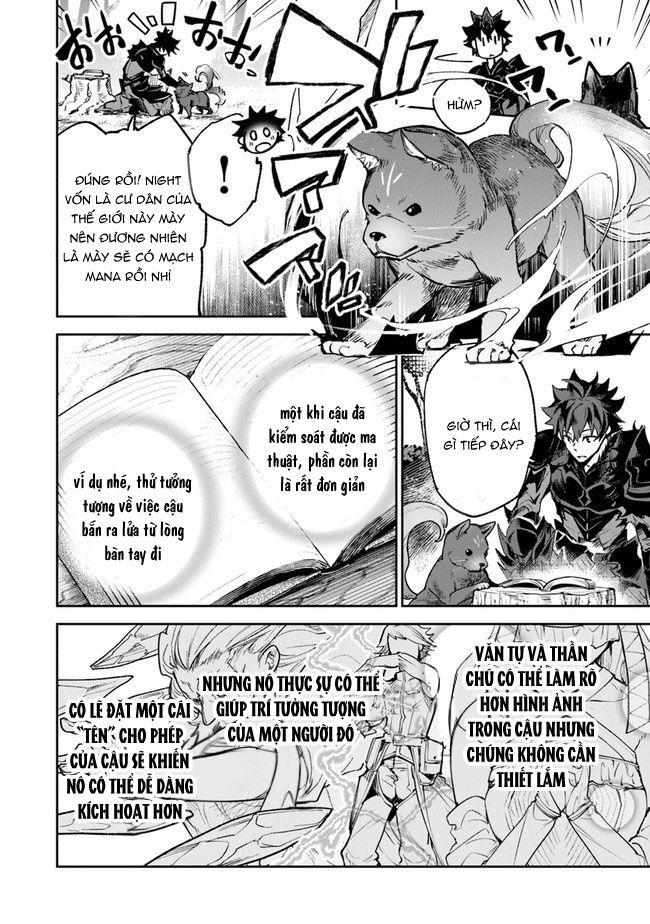 HỬM?
!
ĐÚNG RỒI! NIGHT
VỐN LÀ CƯ DÂN CỦA
THẾ GIỚI NÀY MÀY
NÊN ĐƯƠNG NHIÊN
LÀ MÀY SẼ CÓ MẠCH
MANA RỒI NHỈ
GIỜ THÌ, CÁI
GÌ TIẾP ĐÂY?
một khi cậu đã
kiểm soát được ma
thuật, phần còn lại
là rất đơn giản
ví dụ nhé, thử tưởng
tượng về việc cậu
bắn ra lửa từ lòng
bàn tay đi
VĂN TỰ VÀ THẦN
CHÚ CÓ THỂ LÀM RÕ
HƠN HÌNH ẢNH
TRONG CẬU NHƯNG
CHÚNG KHÔNG CẦN
THIẾT LẮM
NHƯNG NÓ THỰC SỰ CÓ THỂ
GIÚP TRÍ TƯỞNG TƯỢNG
CỦA MỘT NGƯỜI ĐÓ
CÓ LẼ ĐẶT MỘT CÁI
"TÊN" CHO PHÉP
CỦA CẬU SẼ KHIẾN
NÓ CÓ THỂ DỄ DÀNG
KÍCH HOẠT HƠN